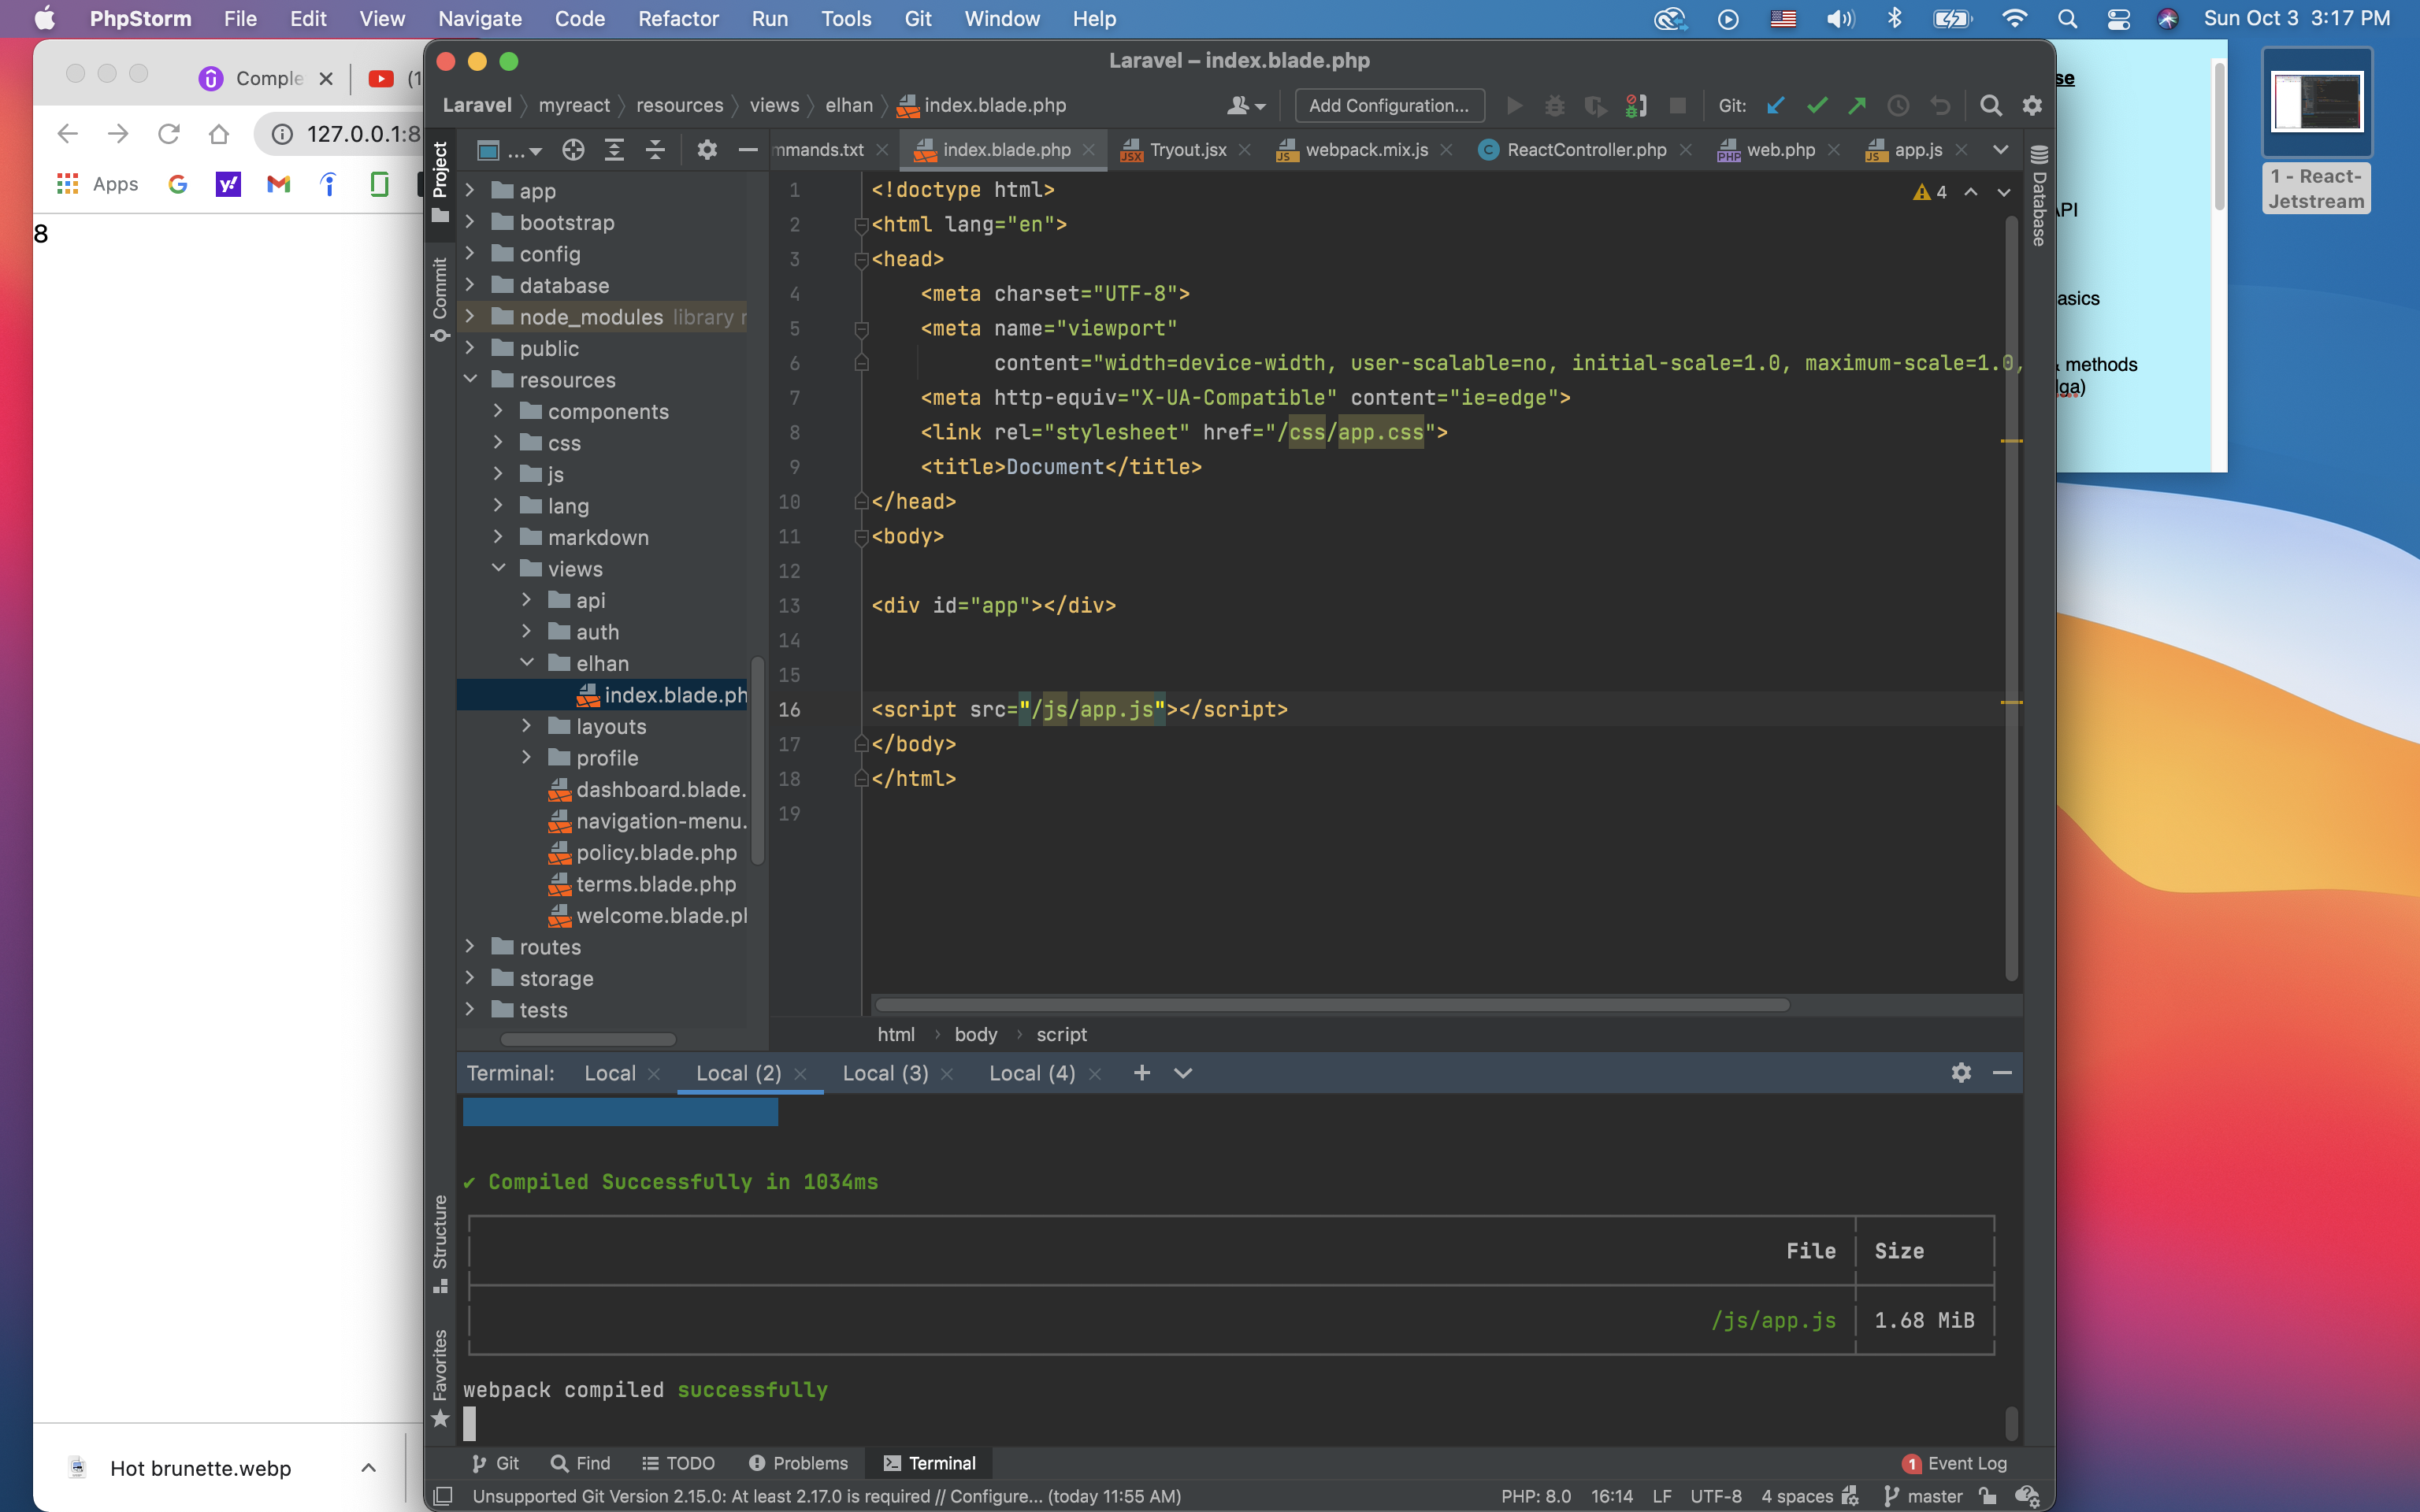 PhpStorm File Edit View Navigate Code Refactor Run Tools Git Window Help Sun Oct 3 3:17 PM
Comple
127.0.0.1:8
Apps
8
Hot brunette.webp
Laravel – index.blade.php
Laravel myreact resources views elhan index.blade.php Add Configuration... Git:
mmands.txt index.blade.php Tryout.jsx webpack.mix.js ReactController.php web.php app.js
Project
Commit
Structure
Favorites
Database
app
bootstrap
config
database
node_modules library r
public
resources
components
css
js
lang
markdown
views
api
auth
elhan
index.blade.ph
layouts
profile
dashboard.blade.
navigation-menu.
policy.blade.php
terms.blade.php
welcome.blade.pl
routes
storage
tests
4
1 <!doctype html>
2 <html lang="en">
3 <head>
4 <meta charset="UTF-8">
5 <meta name="viewport"
6 content="width=device-width, user-scalable=no, initial-scale=1.0, maximum-scale=1.0,
7 <meta http-equiv="X-UA-Compatible" content="ie=edge">
8 <link rel="stylesheet" href="/css/app.css">
9 <title>Document</title>
10 </head>
11 <body>
12
13 <div id="app"></div>
14
15
16 <script src="/js/app.js"></script>
17 </body>
18 </html>
19
html body script
Terminal: Local Local (2) Local (3) Local (4)
✔ Compiled Successfully in 1034ms
File Size
/js/app.js 1.68 MiB
webpack compiled successfully
Git Find TODO Problems Terminal 1 Event Log
Unsupported Git Version 2.15.0: At least 2.17.0 is required // Configure... (today 11:55 AM) PHP: 8.0 16:14 LF UTF-8 4 spaces master
se
API
asics
& methods
lga)
1 - React-
Jetstream